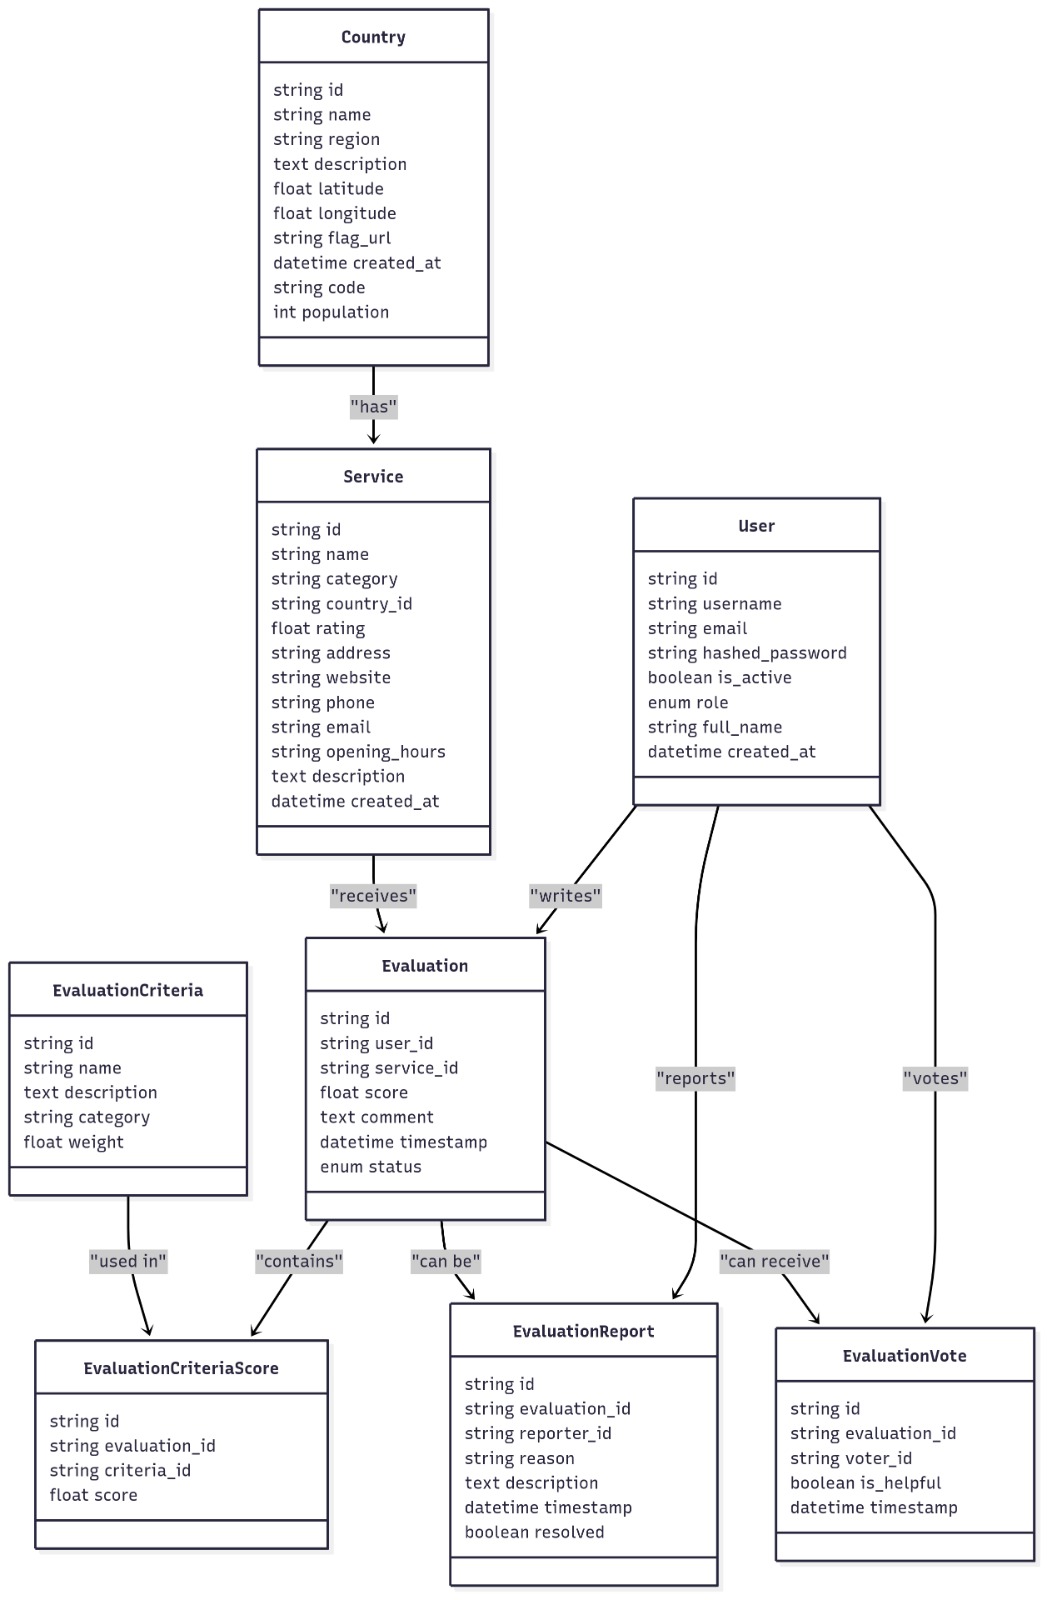 Country
string id
string name
string region
text description
float latitude
float longitude
string flag_url
datetime created_at
string code
int population
"has"
Service
string id
string name
string category
string country_id
float rating
string address
string website
string phone
string email
string opening_hours
text description
datetime created_at
User
string id
string username
string email
string hashed_password
boolean is_active
enum role
string full_name
datetime created_at
"receives"
"writes"
EvaluationCriteria
string id
string name
text description
string category
float weight
Evaluation
string id
string user_id
string service_id
float score
text comment
datetime timestamp
enum status
"reports"
"votes"
"used in"
"contains"
"can be"
"can receive"
EvaluationCriteriaScore
string id
string evaluation_id
string criteria_id
float score
EvaluationReport
string id
string evaluation_id
string reporter_id
string reason
text description
datetime timestamp
boolean resolved
EvaluationVote
string id
string evaluation_id
string voter_id
boolean is_helpful
datetime timestamp